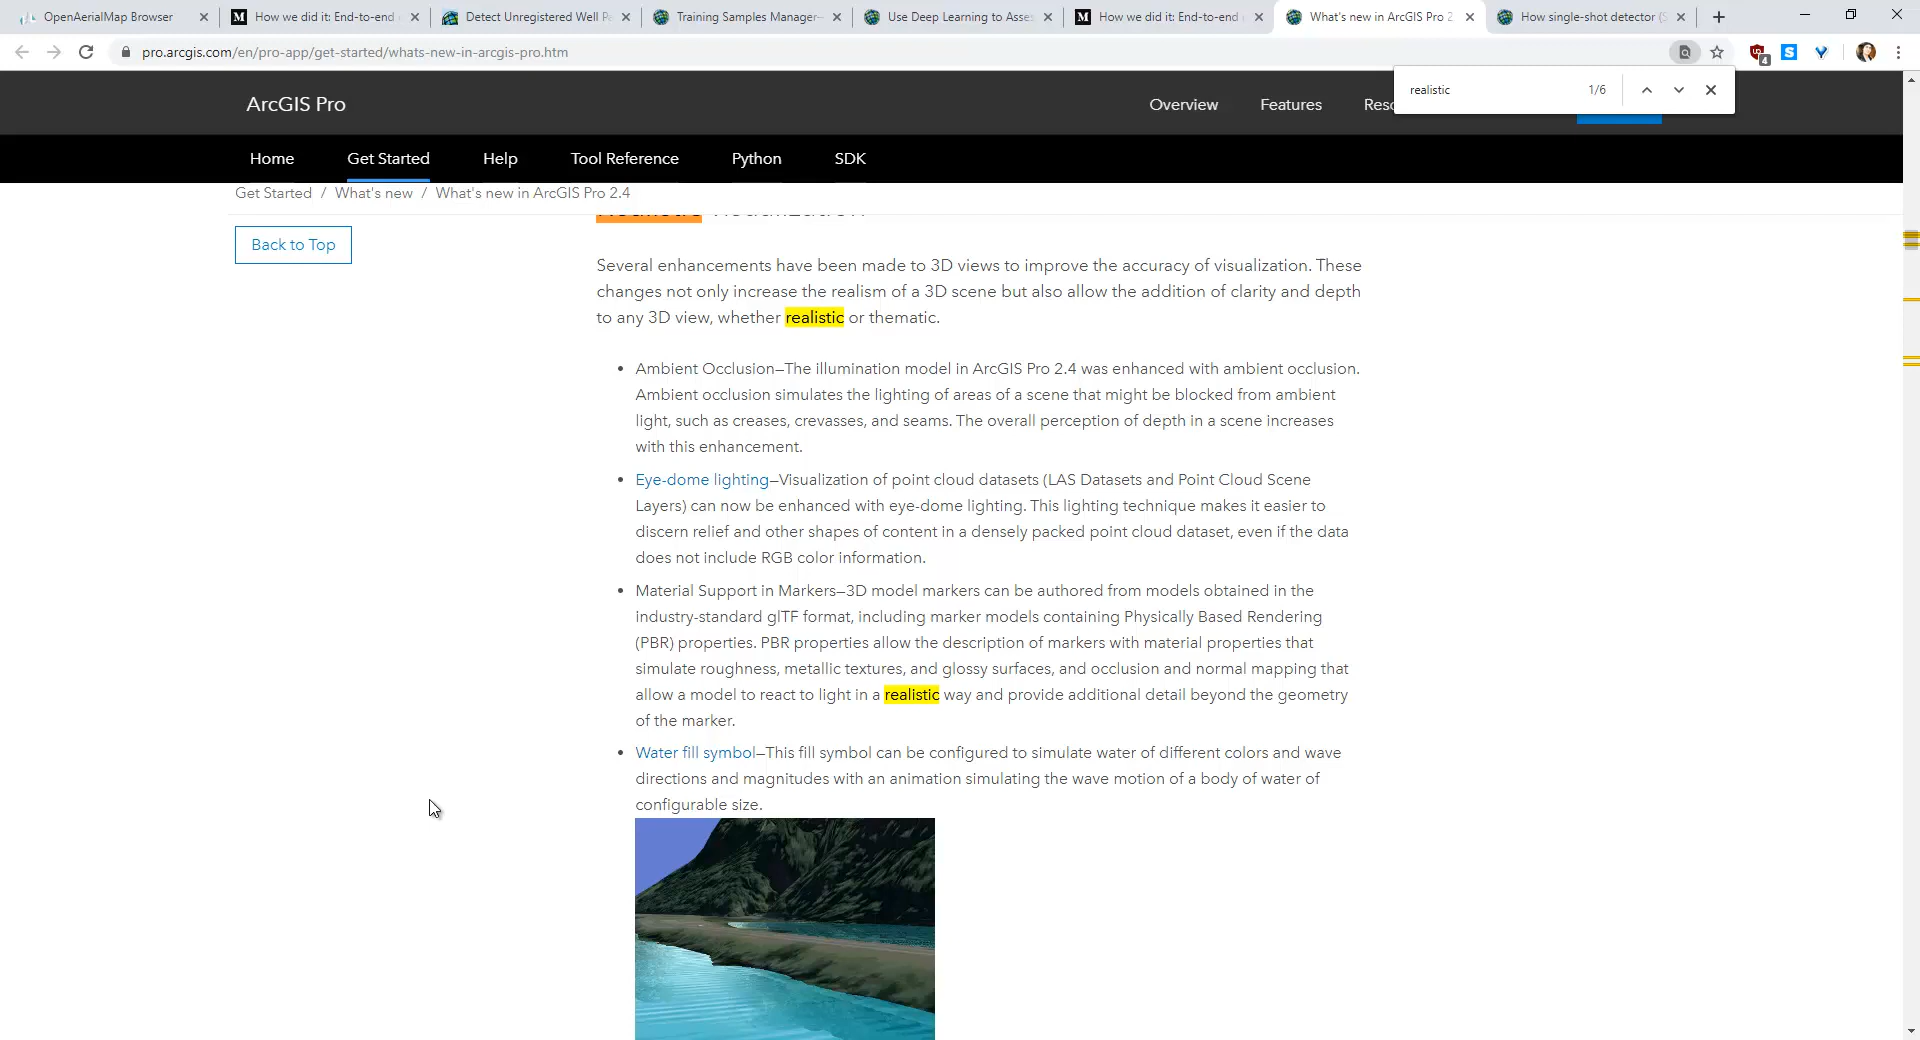 OpenAerialMap Browser
How we did it: End-to-end
Detect Unregistered Well Pa
Training Samples Manager—
Use Deep Learning to Asses
How we did it: End-to-end
What's new in ArcGIS Pro 2
How single-shot detector (S
pro.arcgis.com/en/pro-app/get-started/whats-new-in-arcgis-pro.htm
4
realistic 1/6
ArcGIS Pro
Overview Features Reso
Home Get Started Help Tool Reference Python SDK
Get Started / What's new / What's new in ArcGIS Pro 2.4
Back to Top
Several enhancements have been made to 3D views to improve the accuracy of visualization. These
changes not only increase the realism of a 3D scene but also allow the addition of clarity and depth
to any 3D view, whether realistic or thematic.
• Ambient Occlusion—The illumination model in ArcGIS Pro 2.4 was enhanced with ambient occlusion.
Ambient occlusion simulates the lighting of areas of a scene that might be blocked from ambient
light, such as creases, crevasses, and seams. The overall perception of depth in a scene increases
with this enhancement.
• Eye-dome lighting—Visualization of point cloud datasets (LAS Datasets and Point Cloud Scene
Layers) can now be enhanced with eye-dome lighting. This lighting technique makes it easier to
discern relief and other shapes of content in a densely packed point cloud dataset, even if the data
does not include RGB color information.
• Material Support in Markers—3D model markers can be authored from models obtained in the
industry-standard glTF format, including marker models containing Physically Based Rendering
(PBR) properties. PBR properties allow the description of markers with material properties that
simulate roughness, metallic textures, and glossy surfaces, and occlusion and normal mapping that
allow a model to react to light in a realistic way and provide additional detail beyond the geometry
of the marker.
• Water fill symbol—This fill symbol can be configured to simulate water of different colors and wave
directions and magnitudes with an animation simulating the wave motion of a body of water of
configurable size.